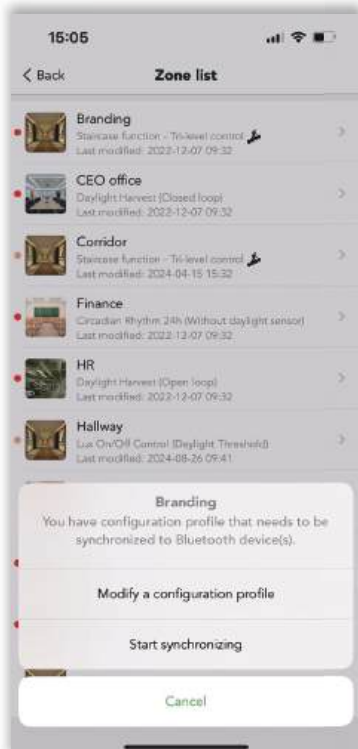 15:05
Back
Zone list
Branding
Staircase function - Tri-level control
Last modified: 2022-12-07 09:32
CEO office
Daylight Harvest (Closed loop)
Last modified: 2022-12-07 09:32
Corridor
Staircase function - Tri-level control
Last modified: 2024-04-15 15:32
Finance
Circadian Rhythm 24h (Without daylight sensor)
Last modified: 2022-12-07 09:32
HR
Daylight Harvest (Open loop)
Last modified: 2022-12-07 09:32
Hallway
Lux On/Off Control (Daylight Threshold)
Last modified: 2024-08-26 09:41
Branding
You have configuration profile that needs to be
synchronized to Bluetooth device(s).
Modify a configuration profile
Start synchronizing
Cancel